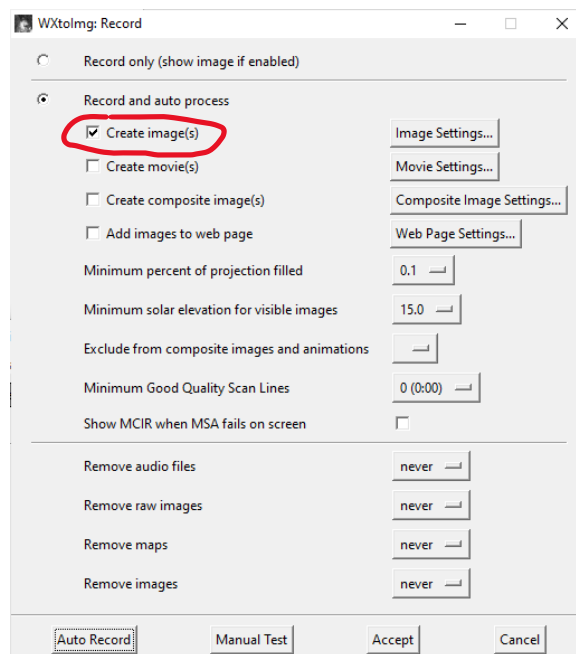 WXtoImg: Record
Record only (show image if enabled)
Record and auto process
Create image(s) Image Settings...
Create movie(s) Movie Settings...
Create composite image(s) Composite Image Settings...
Add images to web page Web Page Settings...
Minimum percent of projection filled 0.1
Minimum solar elevation for visible images 15.0
Exclude from composite images and animations
Minimum Good Quality Scan Lines 0 (0:00)
Show MCIR when MSA fails on screen
Remove audio files never
Remove raw images never
Remove maps never
Remove images never
Auto Record Manual Test Accept Cancel